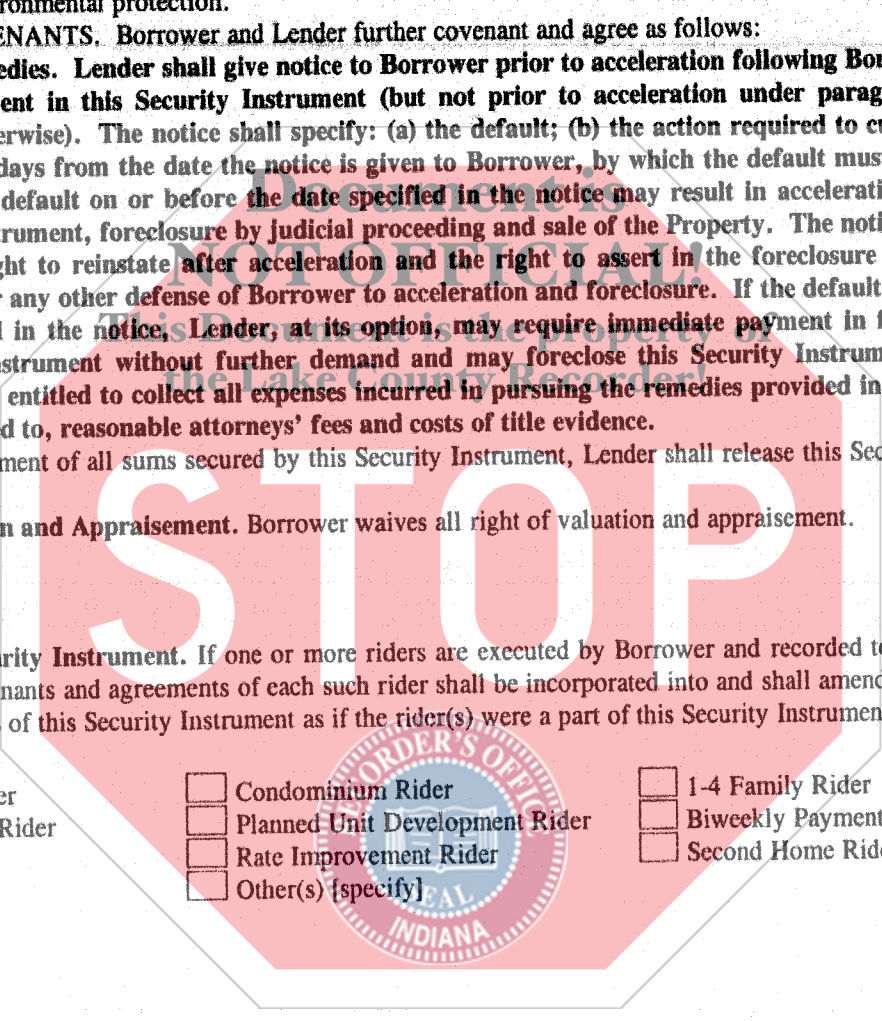 ronmental protection.
ENANTS. Borrower and Lender further covenant and agree as follows:
edies. Lender shall give notice to Borrower prior to acceleration following Bor
ent in this Security Instrument (but not prior to acceleration under parag
erwise). The notice shall specify: (a) the default; (b) the action required to cu
days from the date the notice is given to Borrower, by which the default mus
default on or before the date specified in the notice may result in accelerati
rument, foreclosure by judicial proceeding and sale of the Property. The noti
ght to reinstate after acceleration and the right to assert in the foreclosure
r any other defense of Borrower to acceleration and foreclosure. If the default
d in the notice, Lender, at its option, may require immediate payment in f
nstrument without further demand and may foreclose this Security Instrum
entitled to collect all expenses incurred in pursuing the remedies provided in
d to, reasonable attorneys' fees and costs of title evidence.
ment of all sums secured by this Security Instrument, Lender shall release this Sec
n and Appraisement. Borrower waives all right of valuation and appraisement.
urity Instrument. If one or more riders are executed by Borrower and recorded to
nants and agreements of each such rider shall be incorporated into and shall amend
of this Security Instrument as if the rider(s) were a part of this Security Instrumen
er
Rider
Condominium Rider
Planned Unit Development Rider
Rate Improvement Rider
Other(s) [specify]
1-4 Family Rider
Biweekly Payment
Second Home Ride
Document is
NOT OFFICIAL!
This Document is the property of
the Lake County Recorder!
STOP
RECORDER'S OFFICE
SEAL
INDIANA